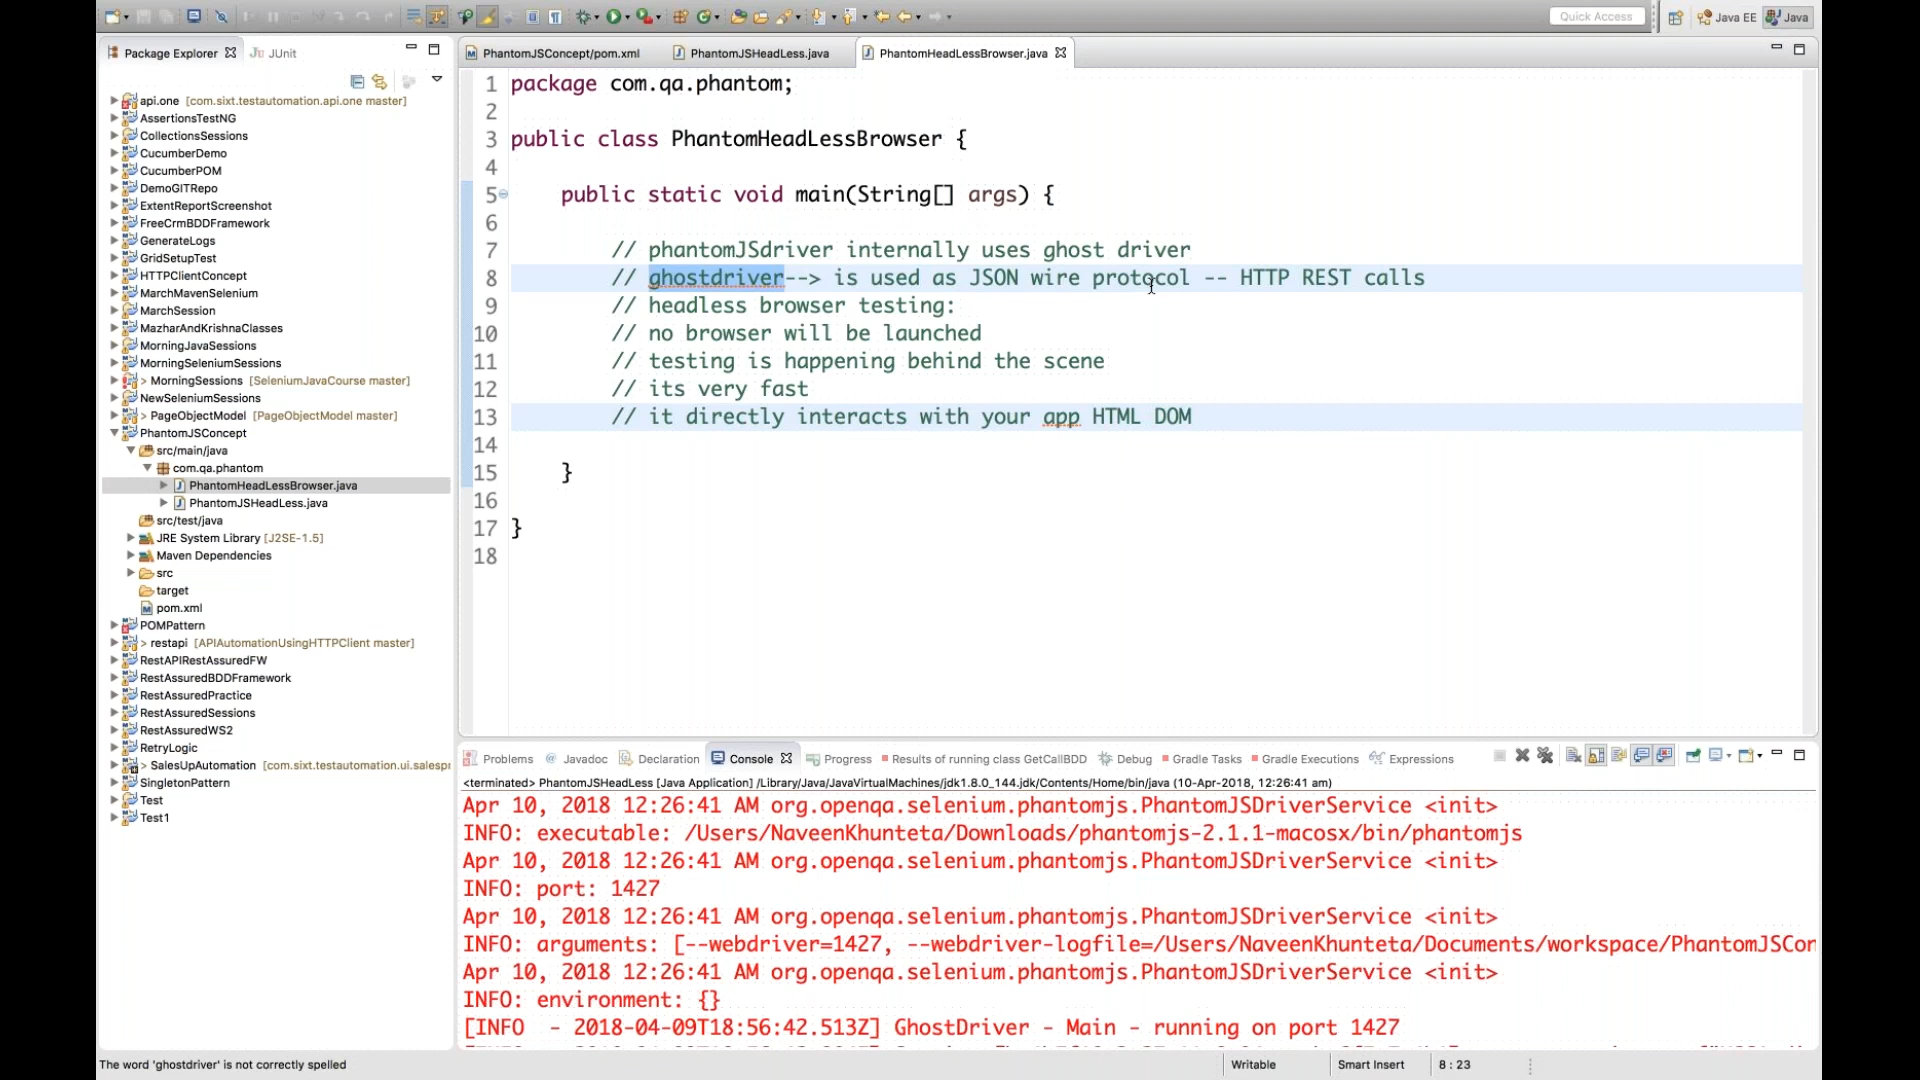 Quick Access
Java EE
Java
Package Explorer
JUnit
PhantomJSConcept/pom.xml
PhantomJSHeadLess.java
PhantomHeadLessBrowser.java
api.one [com.sixt.testautomation.api.one master]
AssertionsTestNG
CollectionsSessions
CucumberDemo
CucumberPOM
DemoGITRepo
ExtentReportScreenshot
FreeCrmBDDFramework
GenerateLogs
GridSetupTest
HTTPClientConcept
MarchMavenSelenium
MarchSession
MazharAndKrishnaClasses
MorningJavaSessions
MorningSeleniumSessions
> MorningSessions [SeleniumJavaCourse master]
NewSeleniumSessions
> PageObjectModel [PageObjectModel master]
PhantomJSConcept
src/main/java
com.qa.phantom
PhantomHeadLessBrowser.java
PhantomJSHeadLess.java
src/test/java
JRE System Library [J2SE-1.5]
Maven Dependencies
src
target
pom.xml
POMPattern
> restapi [APIAutomationUsingHTTPClient master]
RestAPIRestAssuredFW
RestAssuredBDDFramework
RestAssuredPractice
RestAssuredSessions
RestAssuredWS2
RetryLogic
> SalesUpAutomation [com.sixt.testautomation.ui.salespr
SingletonPattern
Test
Test1
1 package com.qa.phantom;
2
3 public class PhantomHeadLessBrowser {
4
5 public static void main(String[] args) {
6
7 // phantomJSdriver internally uses ghost driver
8 // ghostdriver--> is used as JSON wire protocol -- HTTP REST calls
9 // headless browser testing:
10 // no browser will be launched
11 // testing is happening behind the scene
12 // its very fast
13 // it directly interacts with your app HTML DOM
14
15 }
16
17 }
18
Problems
Javadoc
Declaration
Console
Progress
Results of running class GetCallBDD
Debug
Gradle Tasks
Gradle Executions
Expressions
<terminated> PhantomJSHeadLess [Java Application] /Library/Java/JavaVirtualMachines/jdk1.8.0_144.jdk/Contents/Home/bin/java (10-Apr-2018, 12:26:41 am)
Apr 10, 2018 12:26:41 AM org.openqa.selenium.phantomjs.PhantomJSDriverService <init>
INFO: executable: /Users/NaveenKhunteta/Downloads/phantomjs-2.1.1-macosx/bin/phantomjs
Apr 10, 2018 12:26:41 AM org.openqa.selenium.phantomjs.PhantomJSDriverService <init>
INFO: port: 1427
Apr 10, 2018 12:26:41 AM org.openqa.selenium.phantomjs.PhantomJSDriverService <init>
INFO: arguments: [--webdriver=1427, --webdriver-logfile=/Users/NaveenKhunteta/Documents/workspace/PhantomJSCon
Apr 10, 2018 12:26:41 AM org.openqa.selenium.phantomjs.PhantomJSDriverService <init>
INFO: environment: {}
[INFO - 2018-04-09T18:56:42.513Z] GhostDriver - Main - running on port 1427
The word 'ghostdriver' is not correctly spelled
Writable
Smart Insert
8 : 23